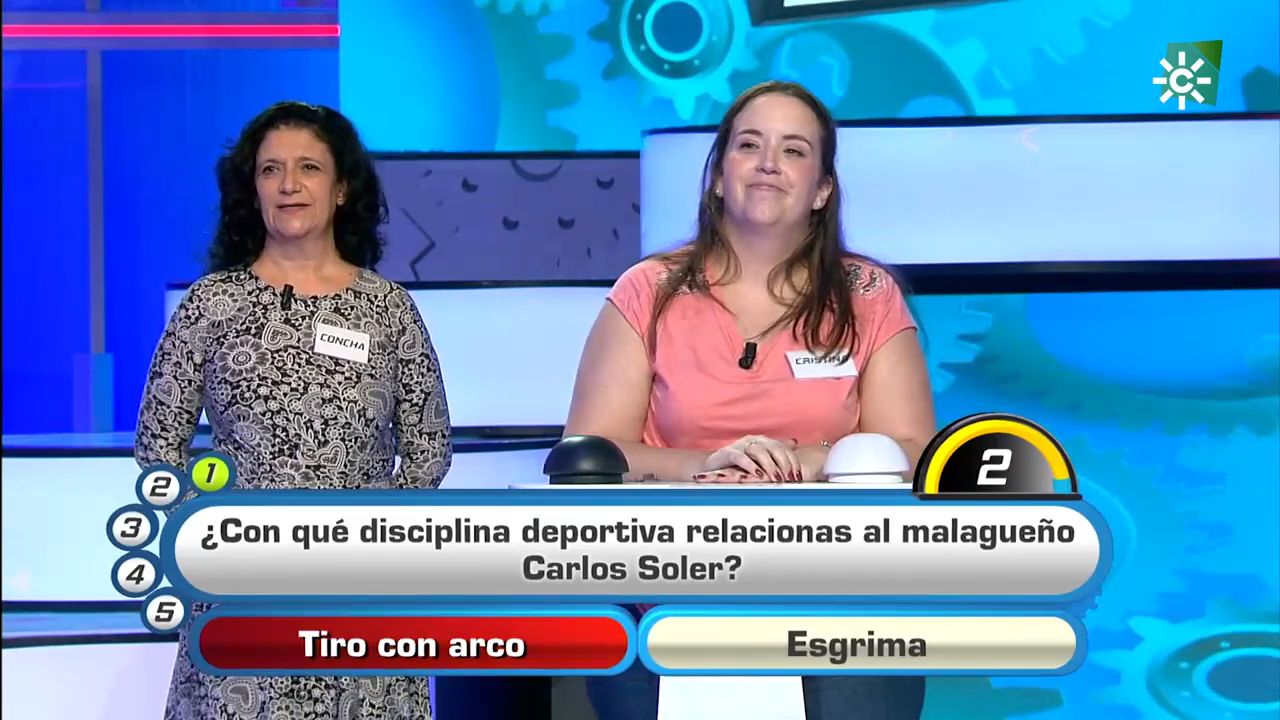 CONCHA
CRISTINA
2
1
2
3
4
5
¿Con qué disciplina deportiva relacionas al malagueño
Carlos Soler?
Tiro con arco
Esgrima